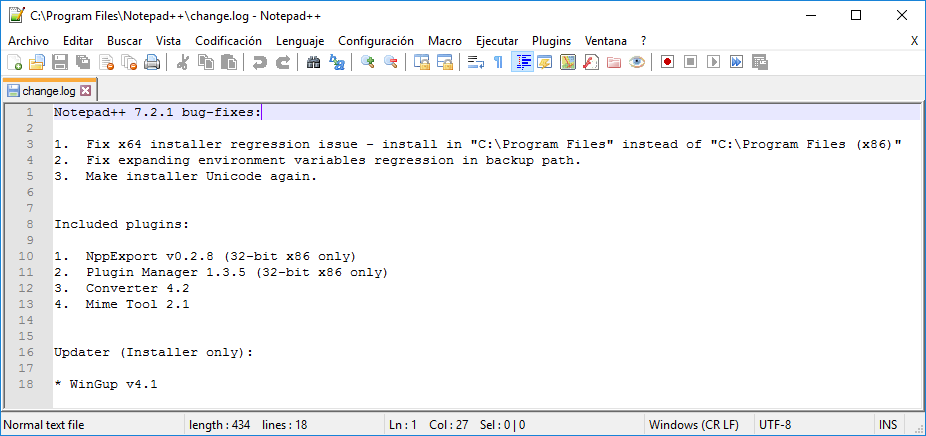 C:\Program Files\Notepad++\change.log - Notepad++
Archivo Editar Buscar Vista Codificación Lenguaje Configuración Macro Ejecutar Plugins Ventana ? X
change.log
1 Notepad++ 7.2.1 bug-fixes:
2
3 1. Fix x64 installer regression issue - install in "C:\Program Files" instead of "C:\Program Files (x86)"
4 2. Fix expanding environment variables regression in backup path.
5 3. Make installer Unicode again.
6
7
8 Included plugins:
9
10 1. NppExport v0.2.8 (32-bit x86 only)
11 2. Plugin Manager 1.3.5 (32-bit x86 only)
12 3. Converter 4.2
13 4. Mime Tool 2.1
14
15
16 Updater (Installer only):
17
18 * WinGup v4.1
Normal text file length : 434 lines : 18 Ln : 1 Col : 27 Sel : 0 | 0 Windows (CR LF) UTF-8 INS